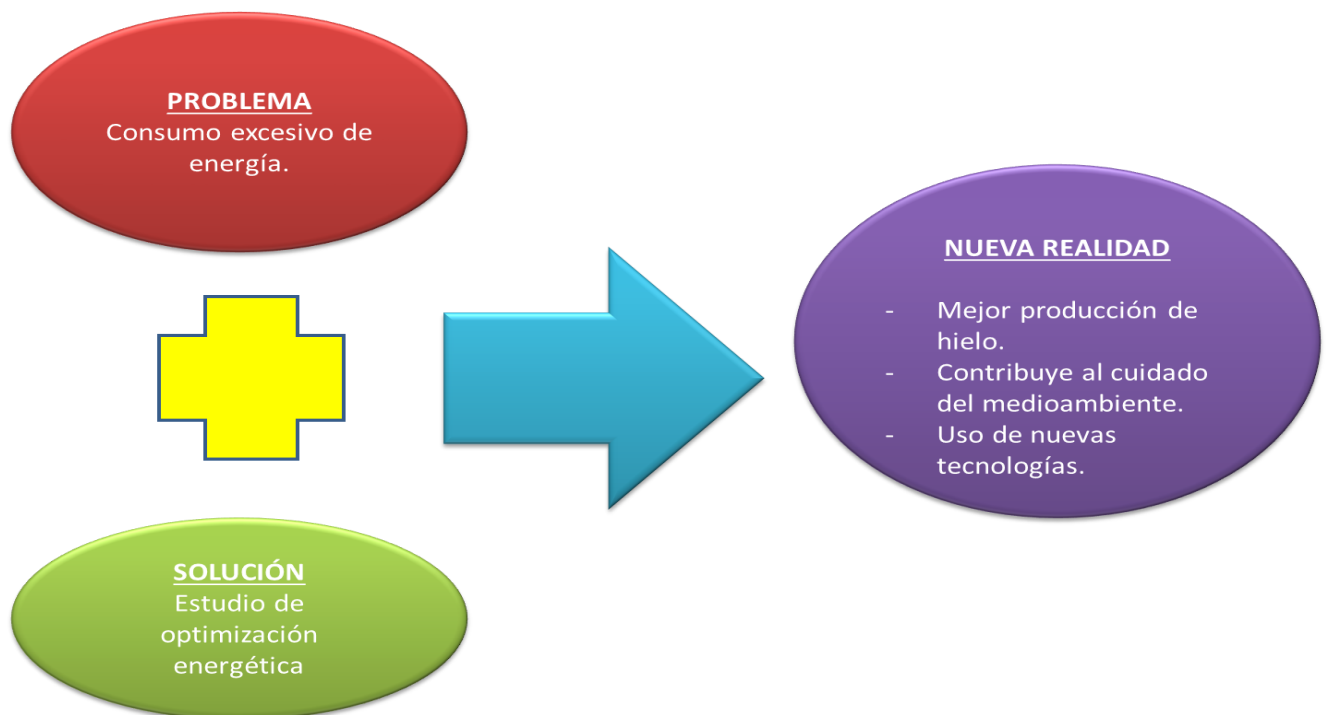 PROBLEMA
Consumo excesivo de
energía.
SOLUCIÓN
Estudio de
optimización
energética
NUEVA REALIDAD
- Mejor producción de
hielo.
- Contribuye al cuidado
del medioambiente.
- Uso de nuevas
tecnologías.